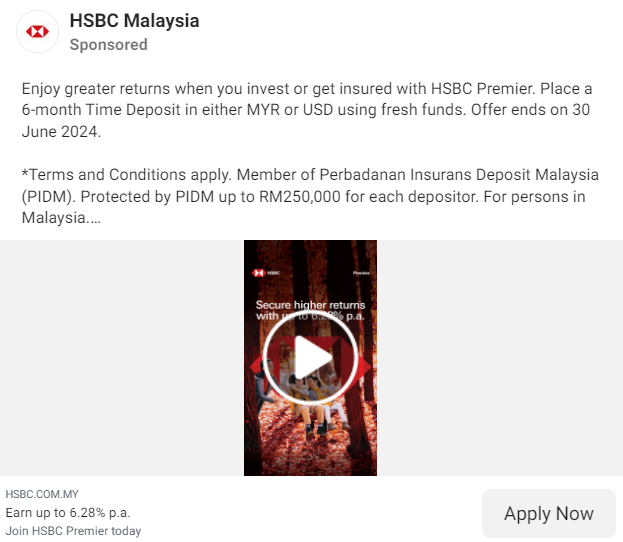 HSBC Malaysia
Sponsored
Enjoy greater returns when you invest or get insured with HSBC Premier. Place a
6-month Time Deposit in either MYR or USD using fresh funds. Offer ends on 30
June 2024.
*Terms and Conditions apply. Member of Perbadanan Insurans Deposit Malaysia
(PIDM). Protected by PIDM up to RM250,000 for each depositor. For persons in
Malaysia....
HSBC
Premier
Secure higher returns
with up to 6.28% p.a.
HSBC.COM.MY
Earn up to 6.28% p.a.
Join HSBC Premier today
Apply Now